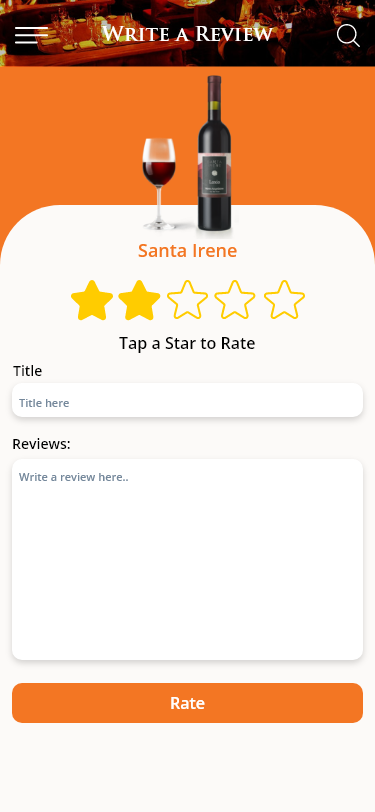 Write a Review
Santa Irene
Tap a Star to Rate
Title
Title here
Reviews:
Write a review here..
Rate